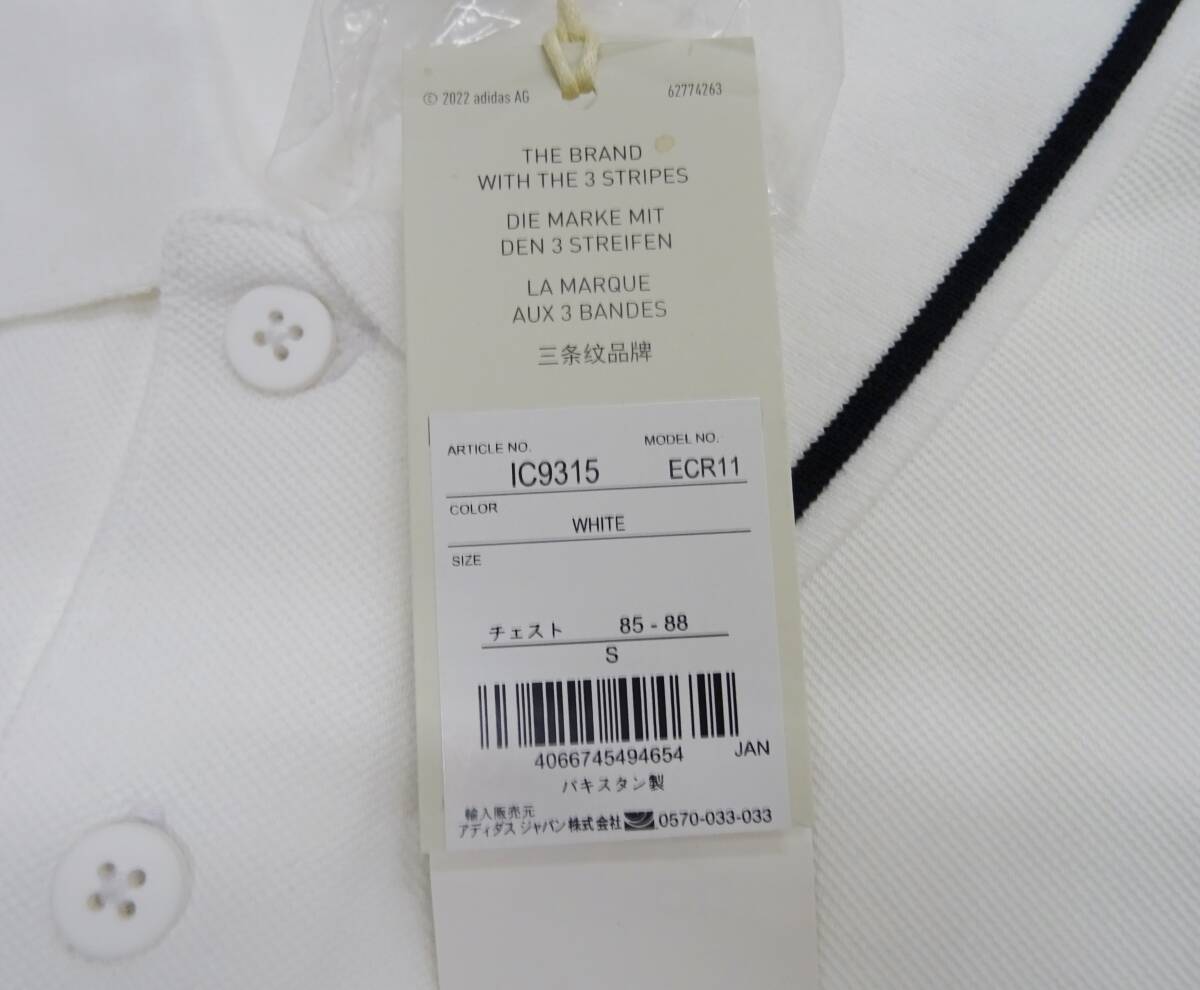 © 2022 adidas AG 62774263
THE BRAND
WITH THE 3 STRIPES
DIE MARKE MIT
DEN 3 STREIFEN
LA MARQUE
AUX 3 BANDES
三条纹品牌
ARTICLE NO. MODEL NO.
IC9315 ECR11
COLOR
WHITE
SIZE
チェスト 85 - 88
S
4066745494654 JAN
パキスタン製
輸入販売元
アディダス ジャパン株式会社 0570-033-033